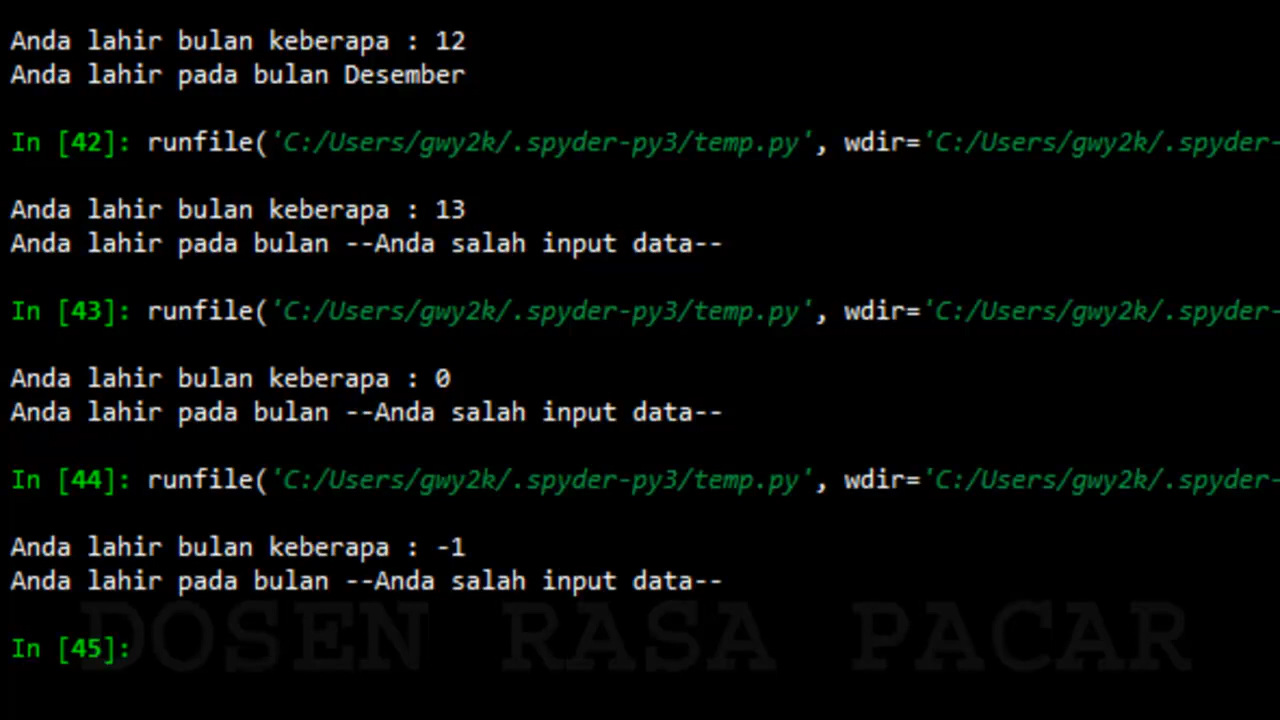 Anda lahir bulan keberapa : 12
Anda lahir pada bulan Desember
In [42]: runfile('C:/Users/gwy2k/.spyder-py3/temp.py', wdir='C:/Users/gwy2k/.spyder-
Anda lahir bulan keberapa : 13
Anda lahir pada bulan --Anda salah input data--
In [43]: runfile('C:/Users/gwy2k/.spyder-py3/temp.py', wdir='C:/Users/gwy2k/.spyder-
Anda lahir bulan keberapa : 0
Anda lahir pada bulan --Anda salah input data--
In [44]: runfile('C:/Users/gwy2k/.spyder-py3/temp.py', wdir='C:/Users/gwy2k/.spyder-
Anda lahir bulan keberapa : -1
Anda lahir pada bulan --Anda salah input data--
In [45]:
DOSEN RASA PACAR